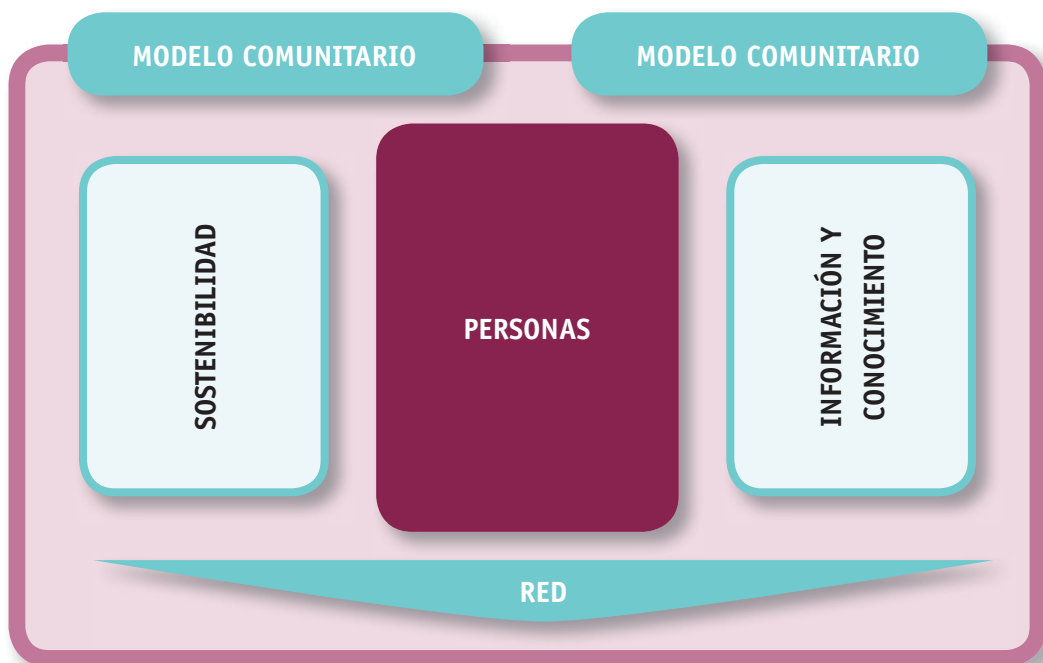 MODELO COMUNITARIO
MODELO COMUNITARIO
SOSTENIBILIDAD
PERSONAS
INFORMACIÓN Y
CONOCIMIENTO
RED